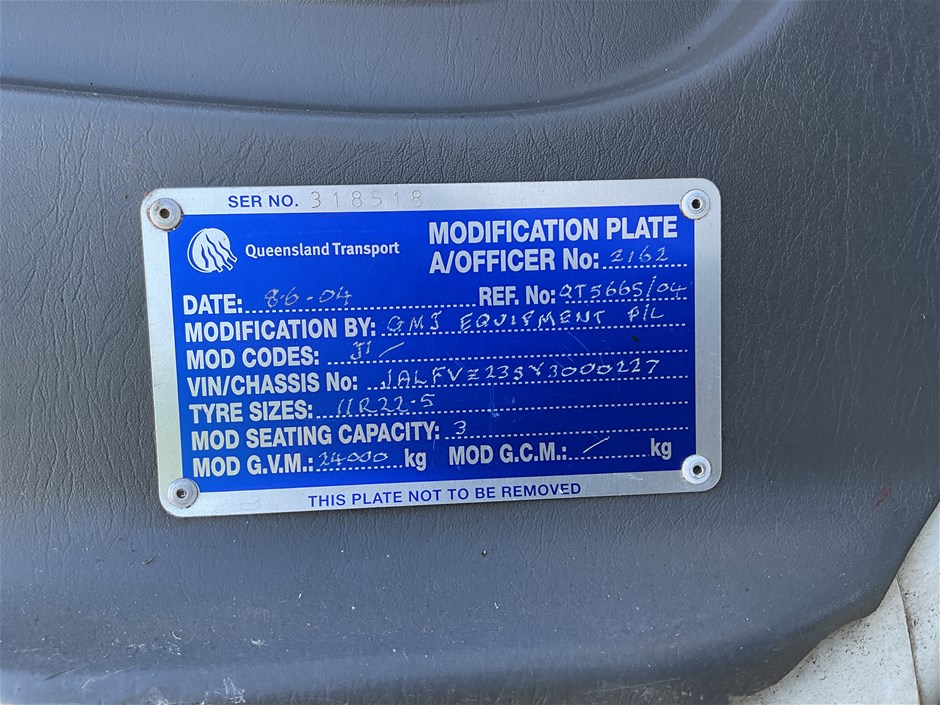 SER NO. 318518
Queensland Transport
MODIFICATION PLATE
A/OFFICER No: 2162
DATE: 8-6-04 REF. No: QT5665/04
MODIFICATION BY: GMJ EQUIPMENT P/L
MOD CODES: J1 /
VIN/CHASSIS No: JALFVZ23SY3000227
TYRE SIZES: 11R22.5
MOD SEATING CAPACITY: 3
MOD G.V.M.: 24000 kg MOD G.C.M.: / kg
THIS PLATE NOT TO BE REMOVED